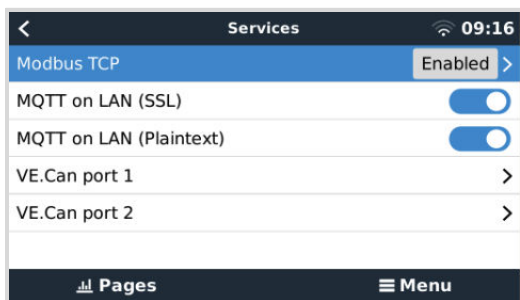 Services 09:16
Modbus TCP Enabled
MQTT on LAN (SSL)
MQTT on LAN (Plaintext)
VE.Can port 1
VE.Can port 2
Pages Menu